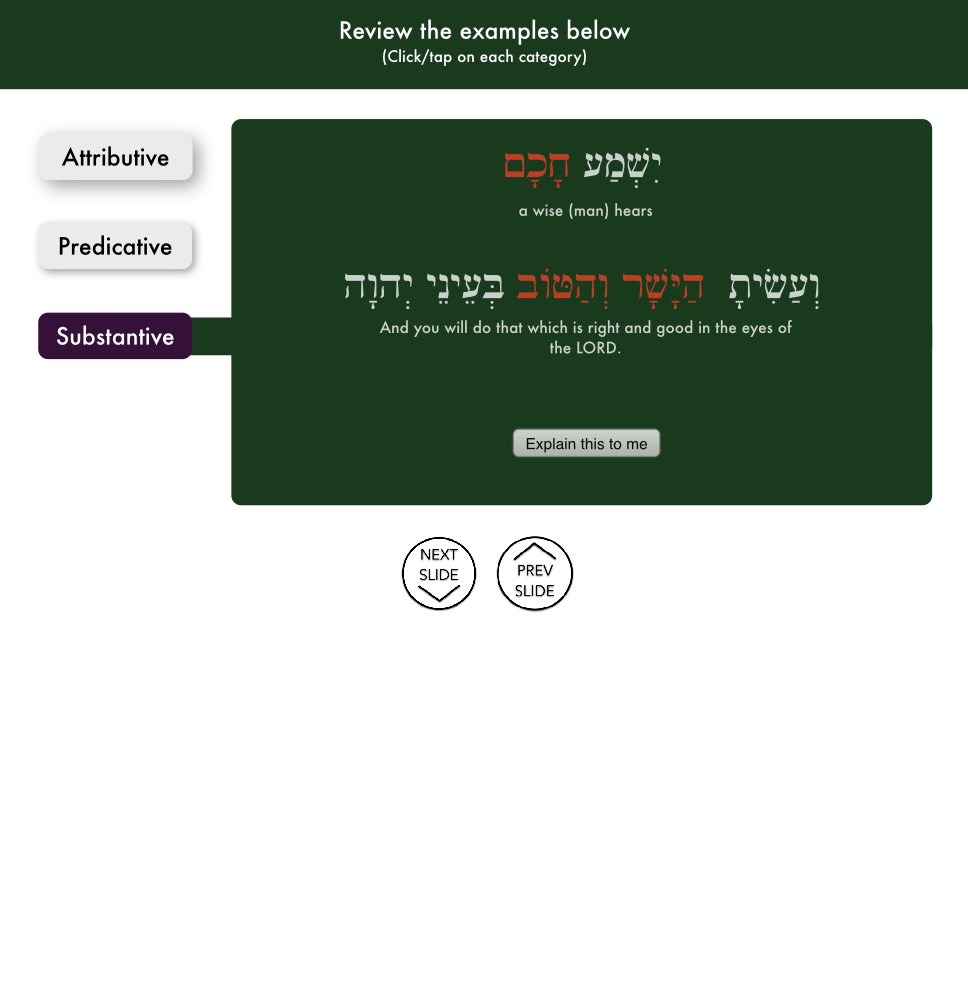 Review the examples below
(Click/tap on each category)
Attributive
Predicative
Substantive
יִשְׁמַע חָכָם
a wise (man) hears
וְעַשִׂיתָ הַיָּשָׁר וְהַטּוֹב בְּעֵינֵי יְהוָה
And you will do that which is right and good in the eyes of
the LORD.
Explain this to me
NEXT
SLIDE
PREV
SLIDE